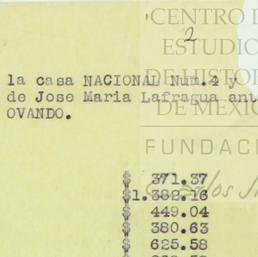 CENTRO D
ESTUDIO
DE HISTO
DE MEXIC
FUNDAC
2
la casa NACIONAL Num.4 y
de Jose Maria Lafragua ant
OVANDO.
$ 371.37
$1.382.16
$ 449.04
$ 380.63
$ 625.58